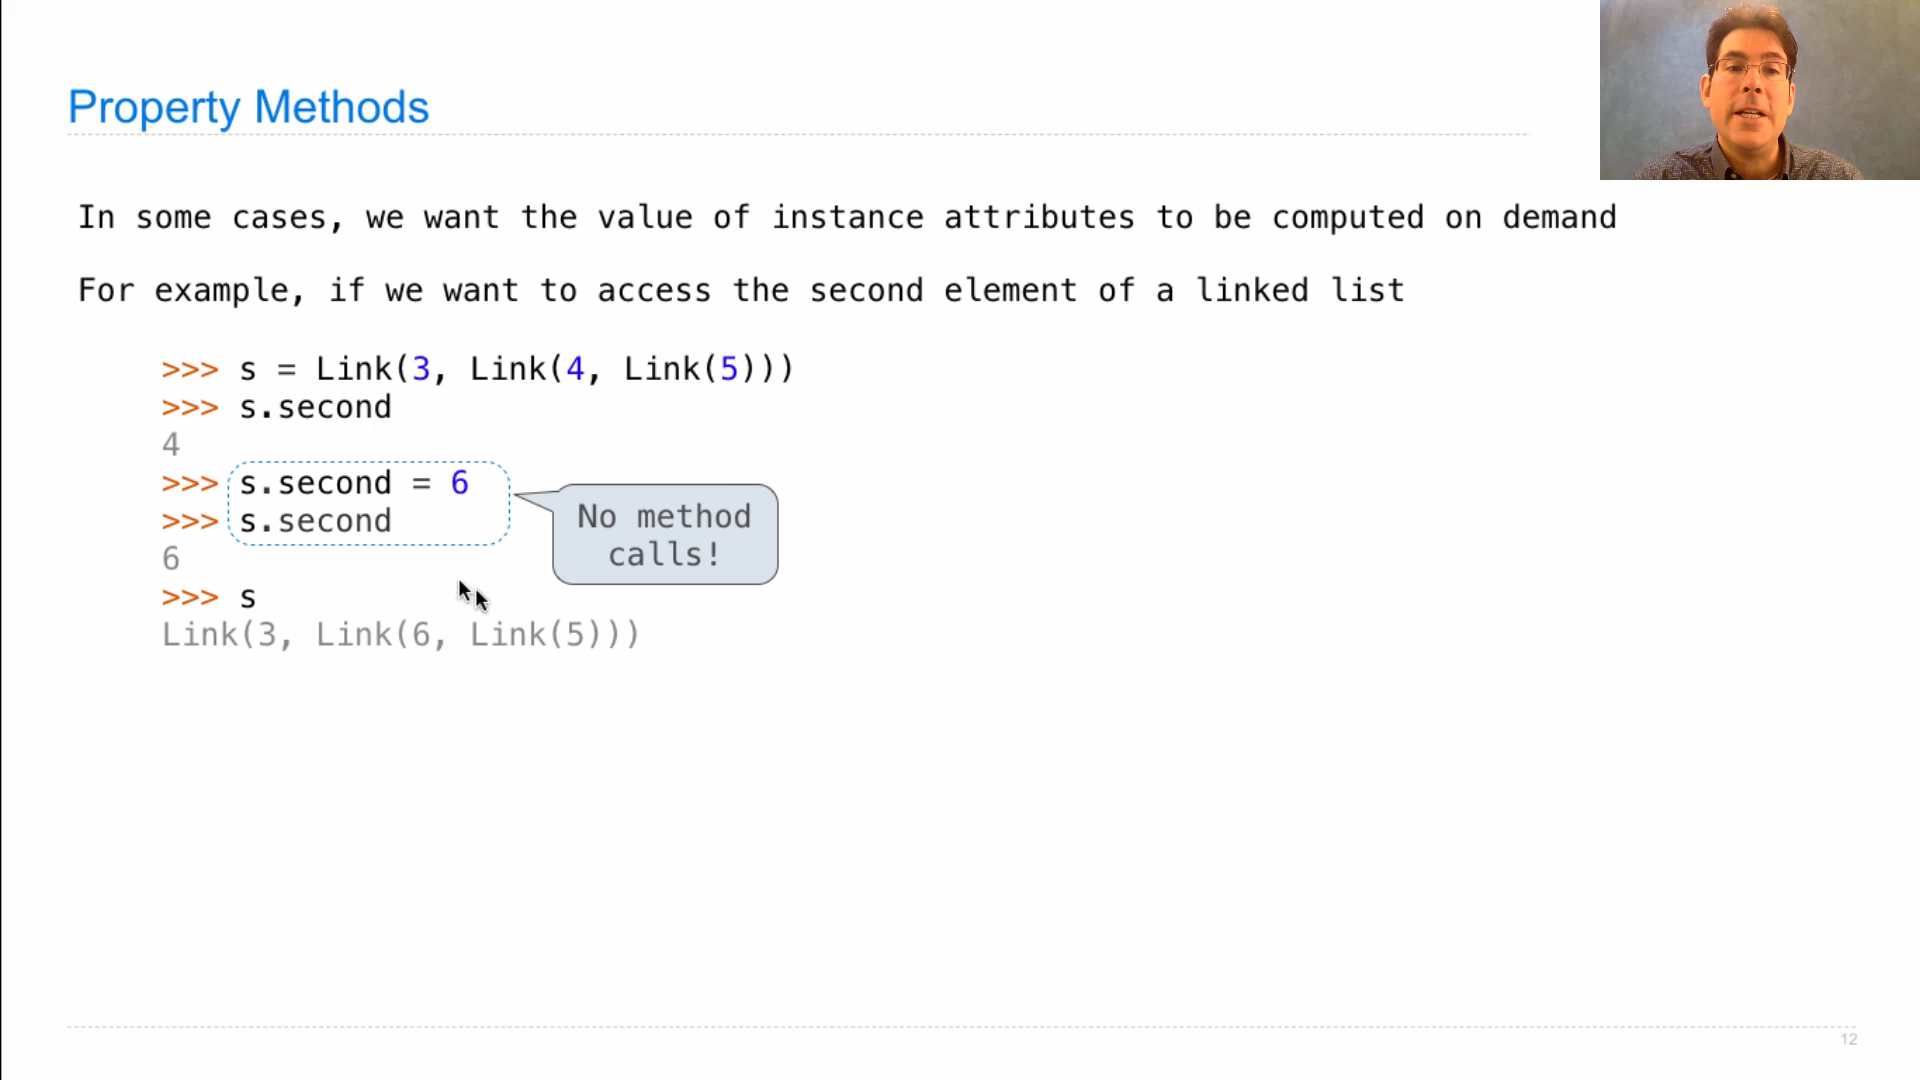 Property Methods
In some cases, we want the value of instance attributes to be computed on demand
For example, if we want to access the second element of a linked list
>>> s = Link(3, Link(4, Link(5)))
>>> s.second
4
>>> s.second = 6
>>> s.second
No method
calls!
6
>>> s
Link(3, Link(6, Link(5)))
12